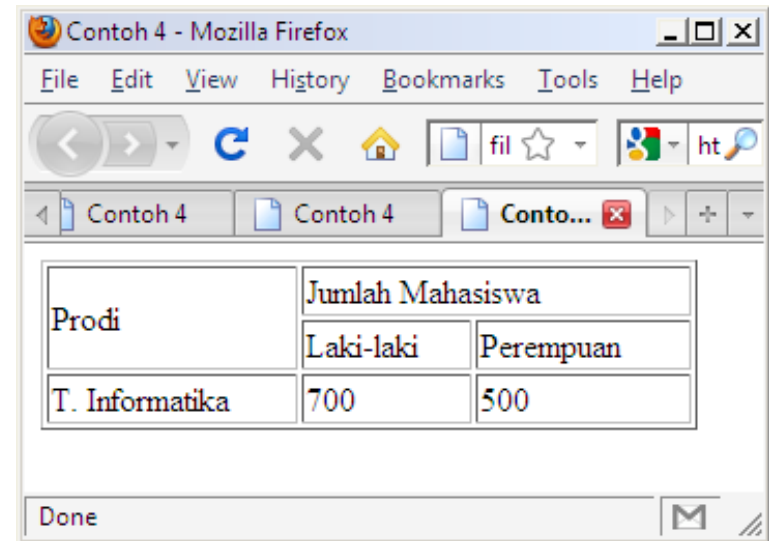 Contoh 4 - Mozilla Firefox
File Edit View History Bookmarks Tools Help
fil ht
Contoh 4 Contoh 4 Conto...
Prodi Jumlah Mahasiswa
Laki-laki Perempuan
T. Informatika 700 500
Done